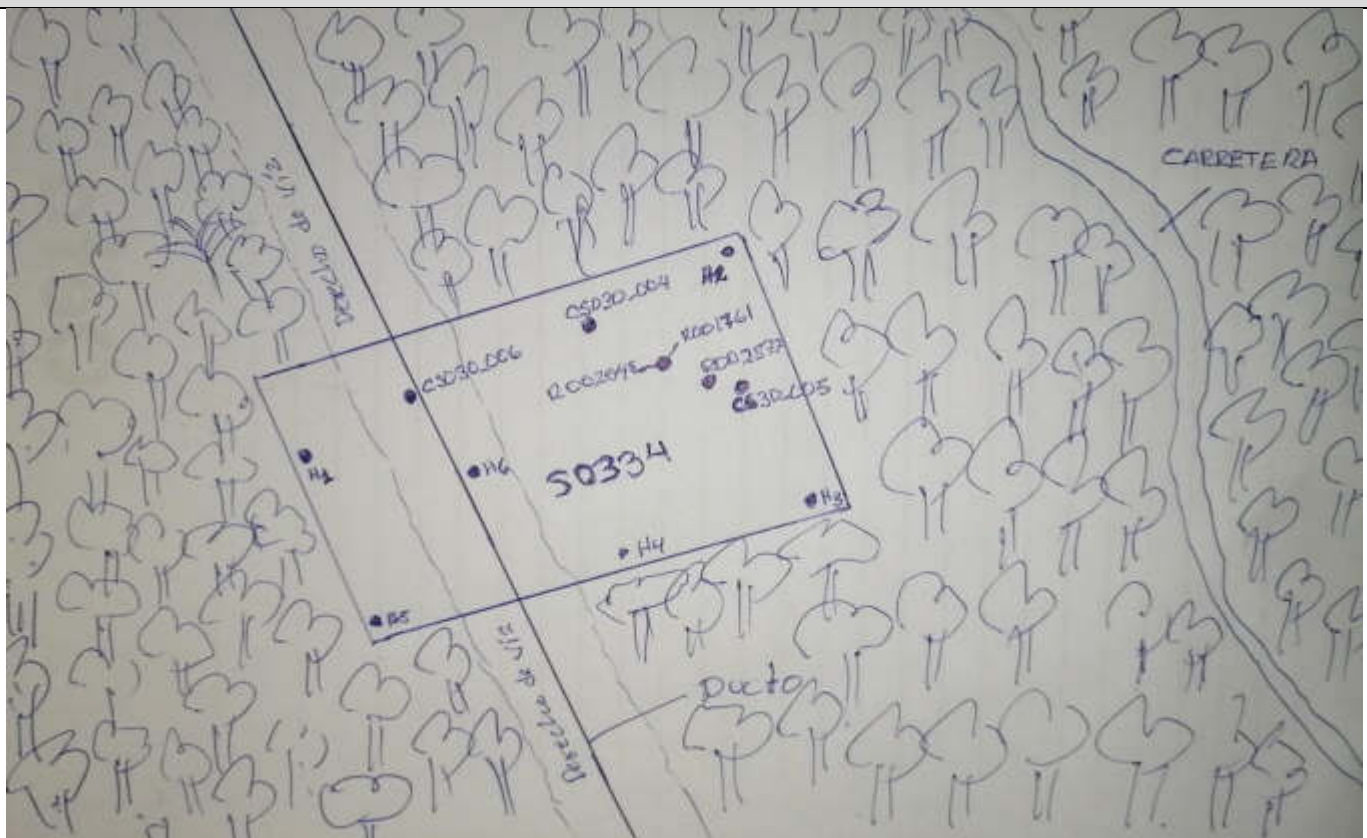 CARRETERA
Derecho de vía
H2
CS030_004
R001761
R002577
CS030_006
CS30_005
H1
H6
S0334
H3
H4
H5
Derecho de vía
Ducto